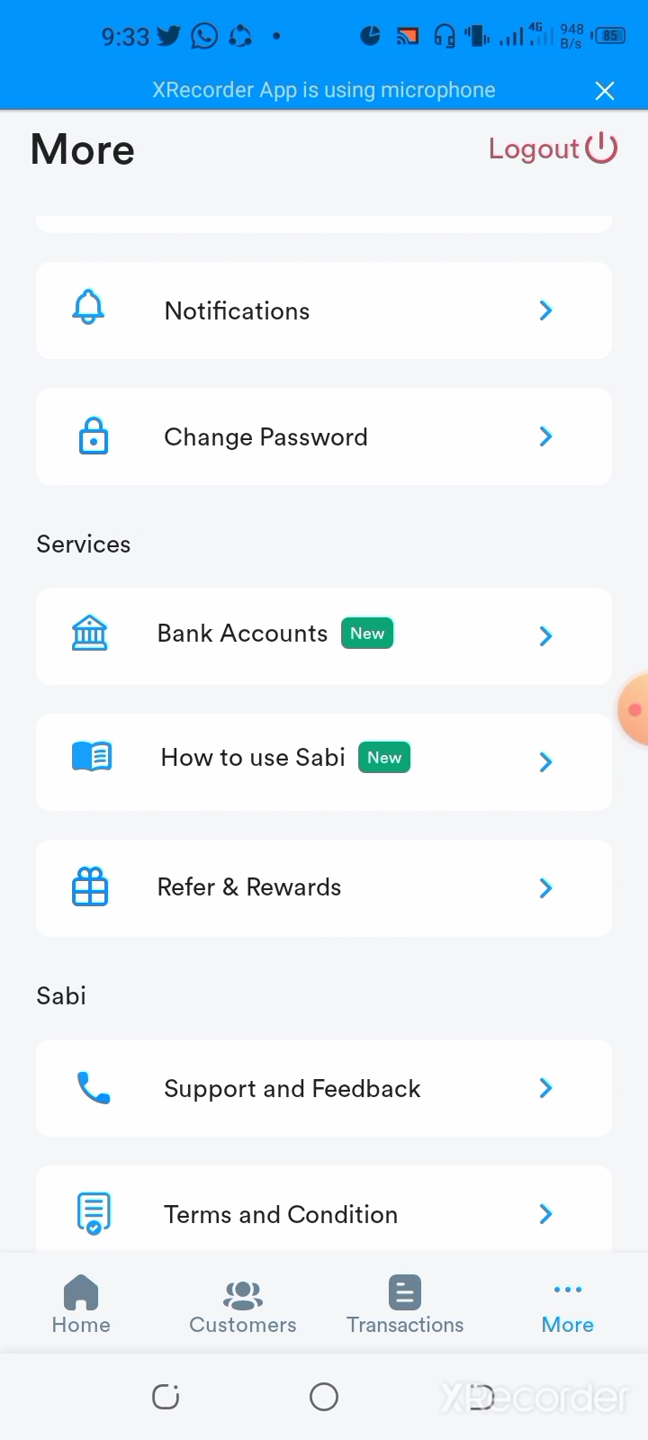 9:33 4G 948 B/s 85
XRecorder App is using microphone
More Logout
Notifications
Change Password
Services
Bank Accounts New
How to use Sabi New
Refer & Rewards
Sabi
Support and Feedback
Terms and Condition
Home Customers Transactions More
XRecorder